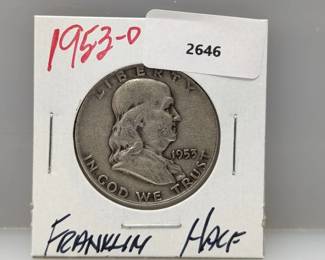 1953-D
2646
LIBERTY
1953
IN GOD WE TRUST
FRANKLIN HALF